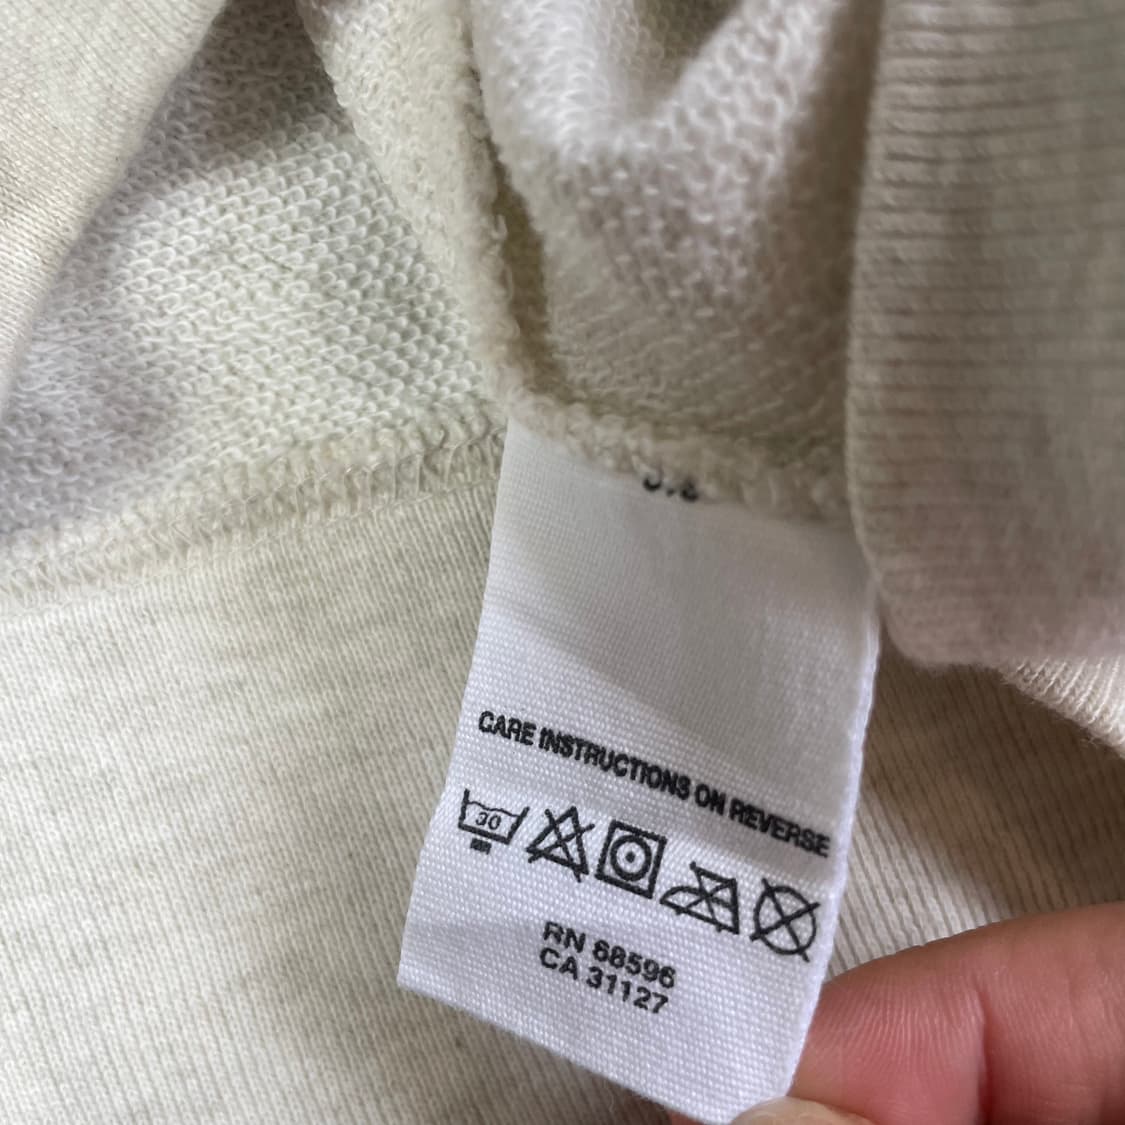 CARE INSTRUCTIONS ON REVERSE
30
RN 68596
CA 31127